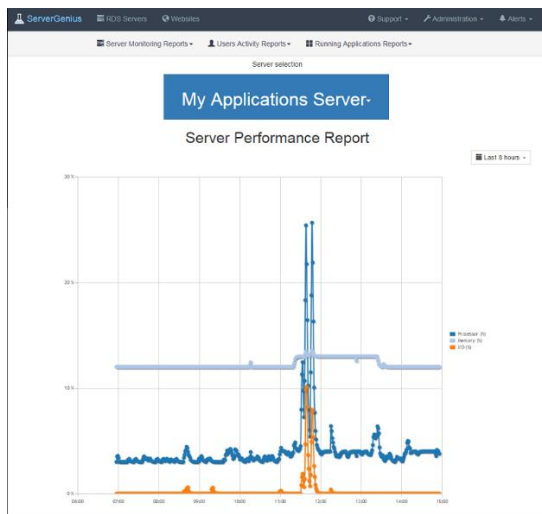 ServerGenius RDS Servers Websites Support Administration Alerts
Server Monitoring Reports Users Activity Reports Running Applications Reports
Server selection
My Applications Server
Server Performance Report
Last 8 hours
30 %
20 %
10 %
0 %
Processor (%)
Memory (%)
I/O (%)
06:00 07:00 08:00 09:00 10:00 11:00 12:00 13:00 14:00 15:00